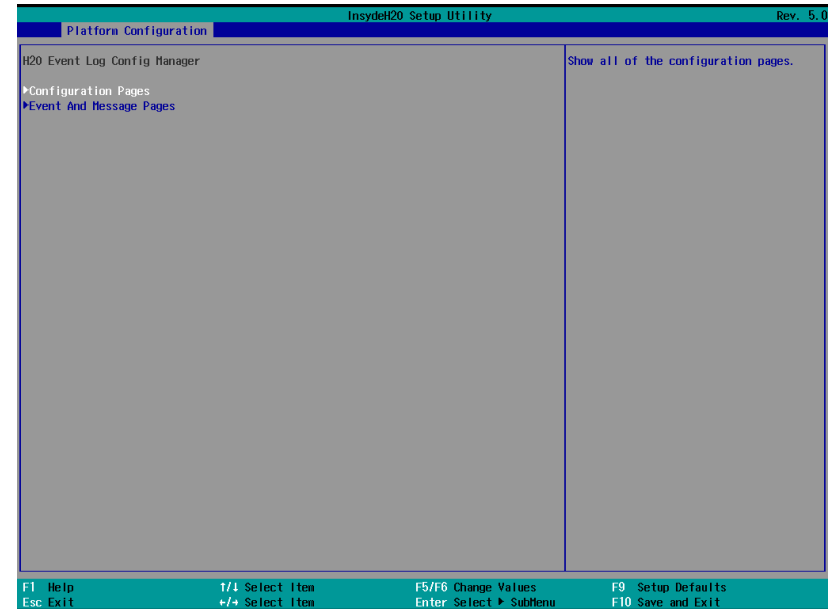 InsydeH20 Setup Utility Rev. 5.0
Platform Configuration
H20 Event Log Config Manager
Show all of the configuration pages.
▶Configuration Pages
▶Event And Message Pages
F1 Help ↑/↓ Select Item F5/F6 Change Values F9 Setup Defaults
Esc Exit ←/→ Select Item Enter Select ▶ SubMenu F10 Save and Exit